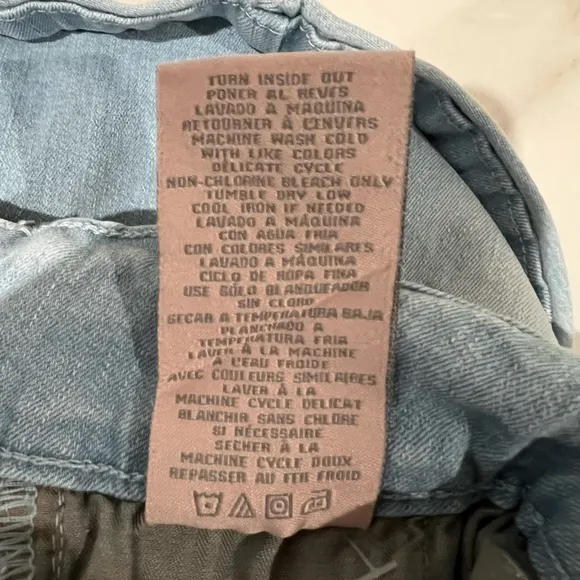 TURN INSIDE OUT
PONER AL REVES
LAVADO A MAQUINA
RETOURNER À L'ENVERS
MACHINE WASH COLD
WITH LIKE COLORS
DELICATE CYCLE
NON-CHLORINE BLEACH ONLY
TUMBLE DRY LOW
COOL IRON IF NEEDED
LAVADO A MÁQUINA
CON AGUA FRIA
CON COLORES SIMILARES
LAVADO A MÁQUINA
CICLO DE ROPA FINA
USE SÓLO BLANQUEADOR
SIN CLORO
SECAR A TEMPERATURA BAJA
PLANCHADO A
TEMPERATURA FRIA
LAVER À LA MACHINE
À L'EAU FROIDE
AVEC COULEURS SIMILAIRES
LAVER À LA
MACHINE CYCLE DELICAT
BLANCHIR SANS CHLORE
SI NÉCESSAIRE
SECHER À LA
MACHINE CYCLE DOUX
REPASSER AU FER FROID